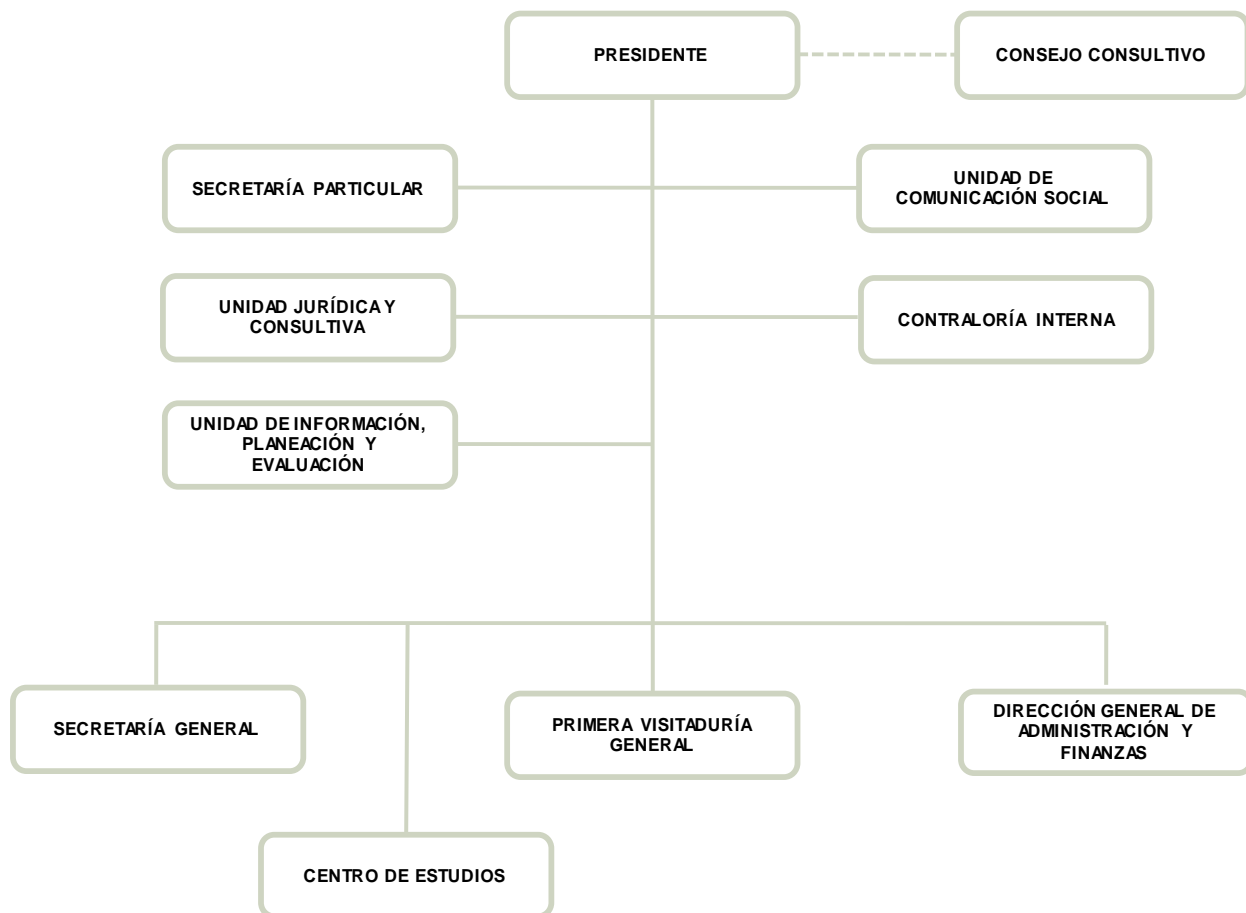 PRESIDENTE
CONSEJO CONSULTIVO
SECRETARÍA PARTICULAR
UNIDAD DE
COMUNICACIÓN SOCIAL
UNIDAD JURÍDICA Y
CONSULTIVA
CONTRALORÍA INTERNA
UNIDAD DE INFORMACIÓN,
PLANEACIÓN Y
EVALUACIÓN
SECRETARÍA GENERAL
PRIMERA VISITADURÍA
GENERAL
DIRECCIÓN GENERAL DE
ADMINISTRACIÓN Y
FINANZAS
CENTRO DE ESTUDIOS